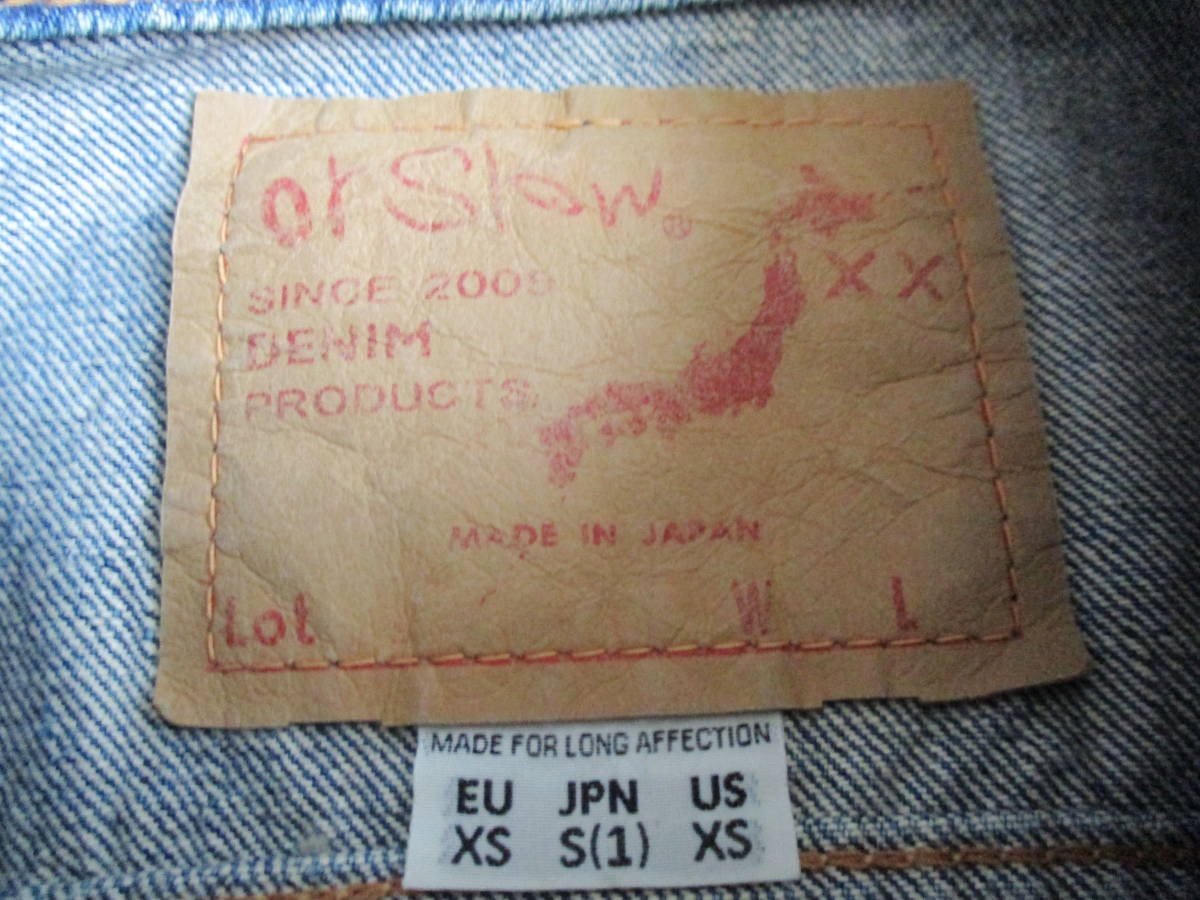 orSlow®
XX
SINCE 2005
DENIM
PRODUCTS.
MADE IN JAPAN
Lot W L
MADE FOR LONG AFFECTION
EU JPN US
XS S(1) XS